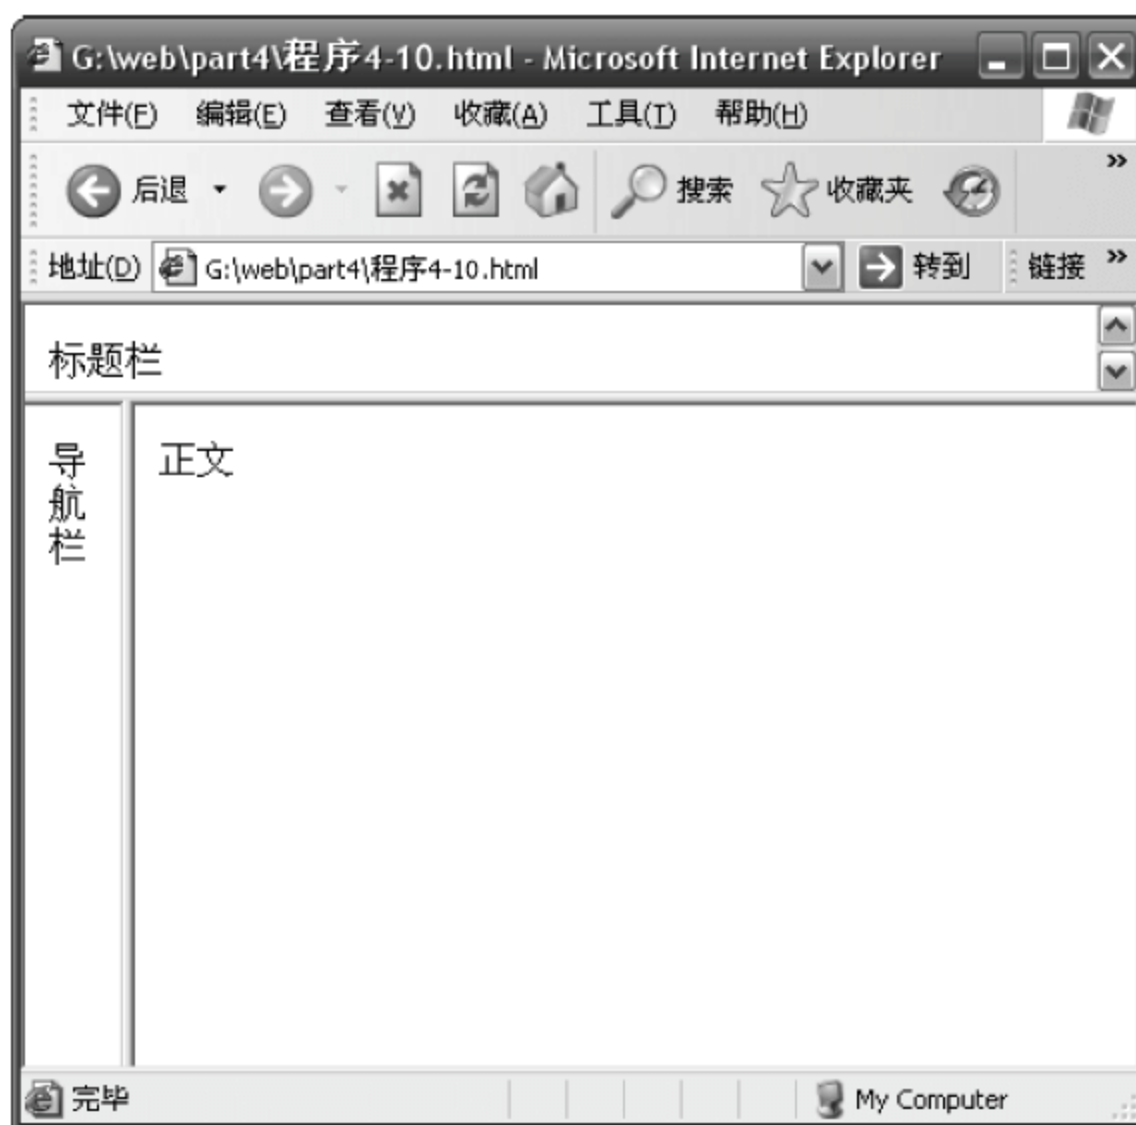 G:\web\part4\程序4-10.html - Microsoft Internet Explorer
文件(F) 编辑(E) 查看(V) 收藏(A) 工具(T) 帮助(H)
后退 搜索 收藏夹 »
地址(D) G:\web\part4\程序4-10.html 转到 链接 »
标题栏
导
航
栏
正文
完毕 My Computer